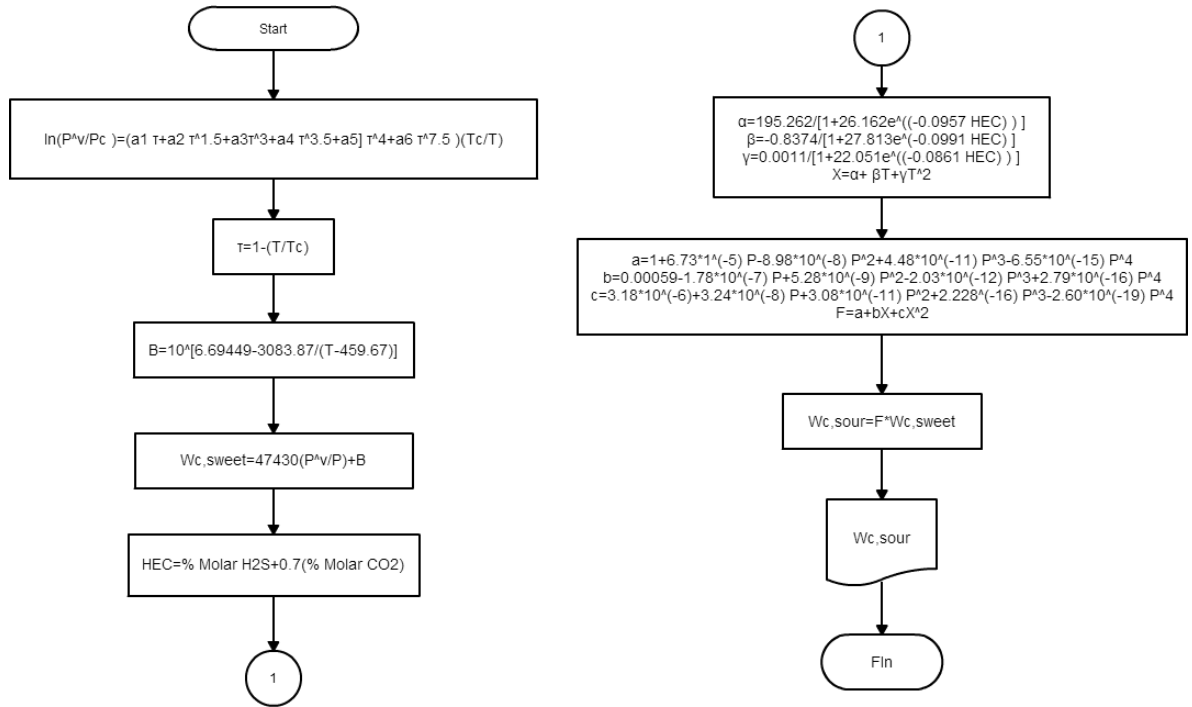 Start
ln(P^v/Pc )=(a1 τ+a2 τ^1.5+a3τ^3+a4 τ^3.5+a5] τ^4+a6 τ^7.5 )(Tc/T)
τ=1-(T/Tc)
B=10^[6.69449-3083.87/(T-459.67)]
Wc,sweet=47430(P^v/P)+B
HEC=% Molar H2S+0.7(% Molar CO2)
1
1
α=195.262/[1+26.162e^((-0.0957 HEC) ) ]
β=-0.8374/[1+27.813e^(-0.0991 HEC) ]
γ=0.0011/[1+22.051e^((-0.0861 HEC) ) ]
X=α+ βT+γT^2
a=1+6.73*1^(-5) P-8.98*10^(-8) P^2+4.48*10^(-11) P^3-6.55*10^(-15) P^4
b=0.00059-1.78*10^(-7) P+5.28*10^(-9) P^2-2.03*10^(-12) P^3+2.79*10^(-16) P^4
c=3.18*10^(-6)+3.24*10^(-8) P+3.08*10^(-11) P^2+2.228^(-16) P^3-2.60*10^(-19) P^4
F=a+bX+cX^2
Wc,sour=F*Wc,sweet
Wc,sour
FIn